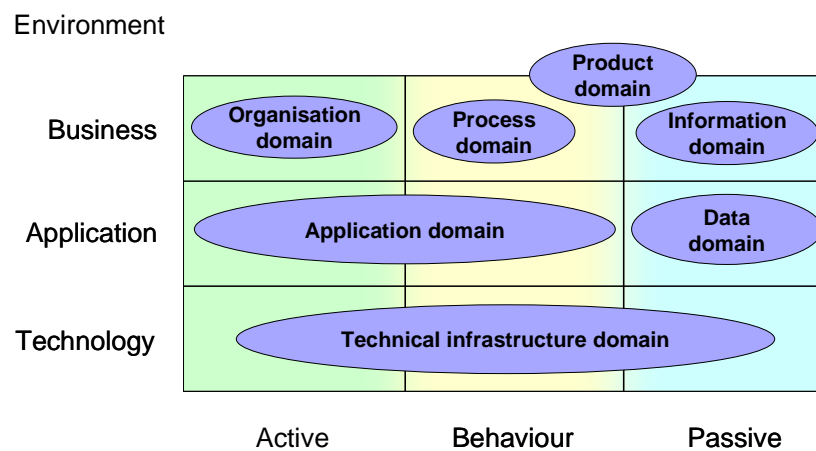 Environment
Product
domain
Business
Organisation
domain
Process
domain
Information
domain
Application
Application domain
Data
domain
Technology
Technical infrastructure domain
Active
Behaviour
Passive